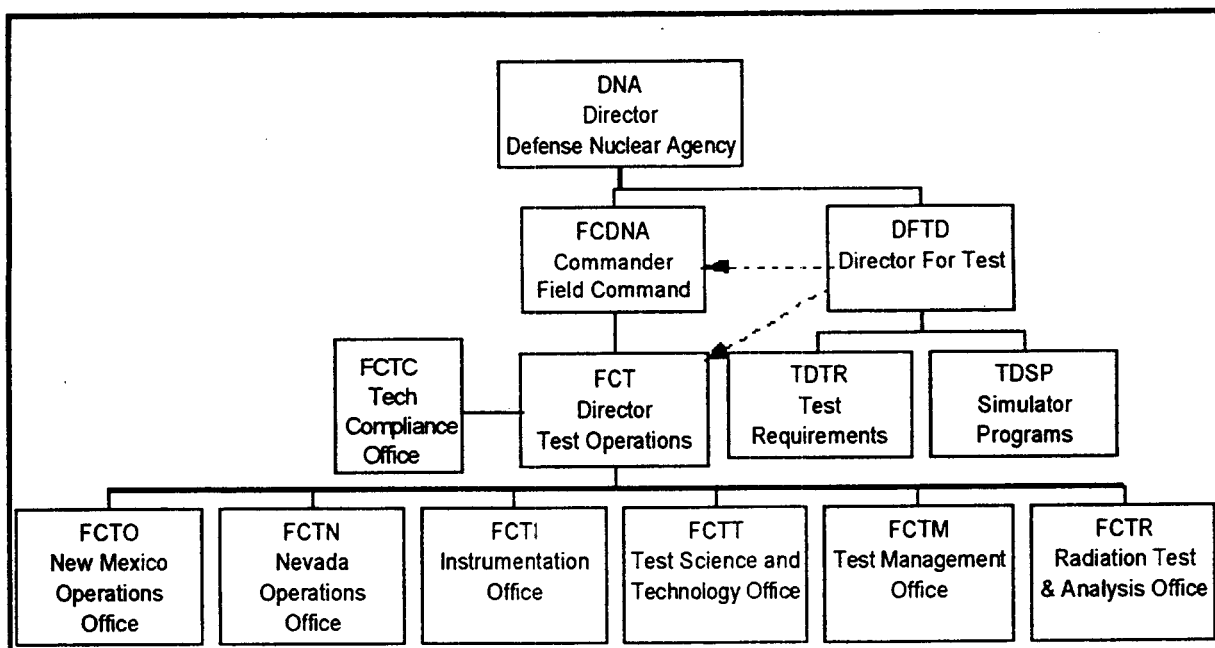 DNA
Director
Defense Nuclear Agency
FCDNA
Commander
Field Command
DFTD
Director For Test
FCTC
Tech
Compliance
Office
FCT
Director
Test Operations
TDTR
Test
Requirements
TDSP
Simulator
Programs
FCTO
New Mexico
Operations
Office
FCTN
Nevada
Operations
Office
FCTI
Instrumentation
Office
FCTT
Test Science and
Technology Office
FCTM
Test Management
Office
FCTR
Radiation Test
& Analysis Office